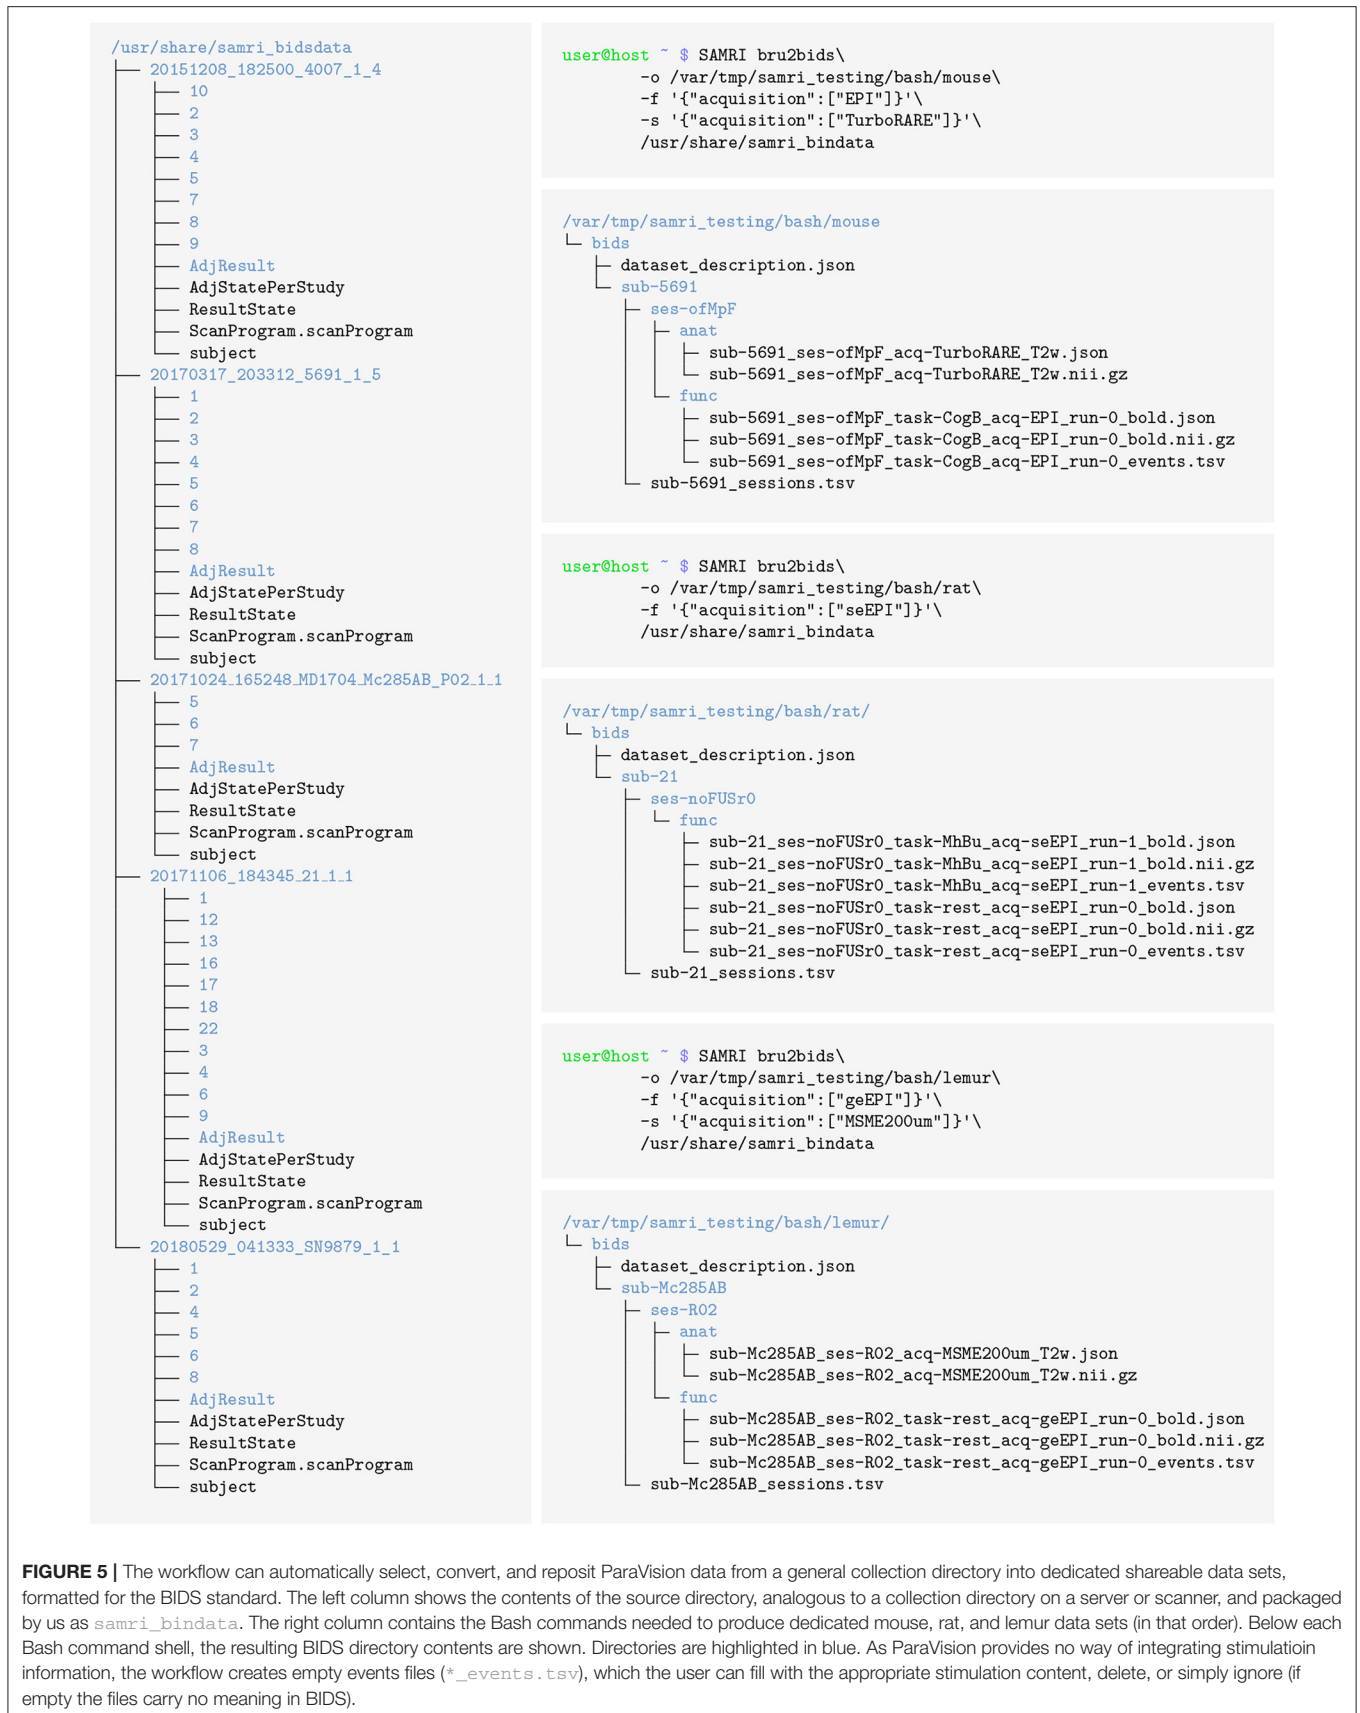 /usr/share/samri_bidsdata
20151208_182500_4007_1_4
10
2
3
4
5
7
8
9
AdjResult
AdjStatePerStudy
ResultState
ScanProgram.scanProgram
subject
20170317_203312_5691_1_5
1
2
3
4
5
6
7
8
AdjResult
AdjStatePerStudy
ResultState
ScanProgram.scanProgram
subject
20171024_165248_MD1704_Mc285AB_P02_1_1
5
6
7
AdjResult
AdjStatePerStudy
ResultState
ScanProgram.scanProgram
subject
20171106_184345_21_1_1
1
12
13
16
17
18
22
3
4
6
9
AdjResult
AdjStatePerStudy
ResultState
ScanProgram.scanProgram
subject
20180529_041333_SN9879_1_1
1
2
4
5
6
8
AdjResult
AdjStatePerStudy
ResultState
ScanProgram.scanProgram
subject
user@host ~ $ SAMRI bru2bids\
-o /var/tmp/samri_testing/bash/mouse\
-f '{"acquisition":["EPI"]}'\
-s '{"acquisition":["TurboRARE"]}'\
/usr/share/samri_bindata
/var/tmp/samri_testing/bash/mouse
bids
dataset_description.json
sub-5691
ses-ofMpF
anat
sub-5691_ses-ofMpF_acq-TurboRARE_T2w.json
sub-5691_ses-ofMpF_acq-TurboRARE_T2w.nii.gz
func
sub-5691_ses-ofMpF_task-CogB_acq-EPI_run-0_bold.json
sub-5691_ses-ofMpF_task-CogB_acq-EPI_run-0_bold.nii.gz
sub-5691_ses-ofMpF_task-CogB_acq-EPI_run-0_events.tsv
sub-5691_sessions.tsv
user@host ~ $ SAMRI bru2bids\
-o /var/tmp/samri_testing/bash/rat\
-f '{"acquisition":["seEPI"]}'\
/usr/share/samri_bindata
/var/tmp/samri_testing/bash/rat/
bids
dataset_description.json
sub-21
ses-noFUSr0
func
sub-21_ses-noFUSr0_task-MhBu_acq-seEPI_run-1_bold.json
sub-21_ses-noFUSr0_task-MhBu_acq-seEPI_run-1_bold.nii.gz
sub-21_ses-noFUSr0_task-MhBu_acq-seEPI_run-1_events.tsv
sub-21_ses-noFUSr0_task-rest_acq-seEPI_run-0_bold.json
sub-21_ses-noFUSr0_task-rest_acq-seEPI_run-0_bold.nii.gz
sub-21_ses-noFUSr0_task-rest_acq-seEPI_run-0_events.tsv
sub-21_sessions.tsv
user@host ~ $ SAMRI bru2bids\
-o /var/tmp/samri_testing/bash/lemur\
-f '{"acquisition":["geEPI"]}'\
-s '{"acquisition":["MSME200um"]}'\
/usr/share/samri_bindata
/var/tmp/samri_testing/bash/lemur/
bids
dataset_description.json
sub-Mc285AB
ses-R02
anat
sub-Mc285AB_ses-R02_acq-MSME200um_T2w.json
sub-Mc285AB_ses-R02_acq-MSME200um_T2w.nii.gz
func
sub-Mc285AB_ses-R02_task-rest_acq-geEPI_run-0_bold.json
sub-Mc285AB_ses-R02_task-rest_acq-geEPI_run-0_bold.nii.gz
sub-Mc285AB_ses-R02_task-rest_acq-geEPI_run-0_events.tsv
sub-Mc285AB_sessions.tsv
FIGURE 5 | The workflow can automatically select, convert, and reposit ParaVision data from a general collection directory into dedicated shareable data sets,
formatted for the BIDS standard. The left column shows the contents of the source directory, analogous to a collection directory on a server or scanner, and packaged
by us as samri_bindata. The right column contains the Bash commands needed to produce dedicated mouse, rat, and lemur data sets (in that order). Below each
Bash command shell, the resulting BIDS directory contents are shown. Directories are highlighted in blue. As ParaVision provides no way of integrating stimulatioin
information, the workflow creates empty events files (*_events.tsv), which the user can fill with the appropriate stimulation content, delete, or simply ignore (if
empty the files carry no meaning in BIDS).